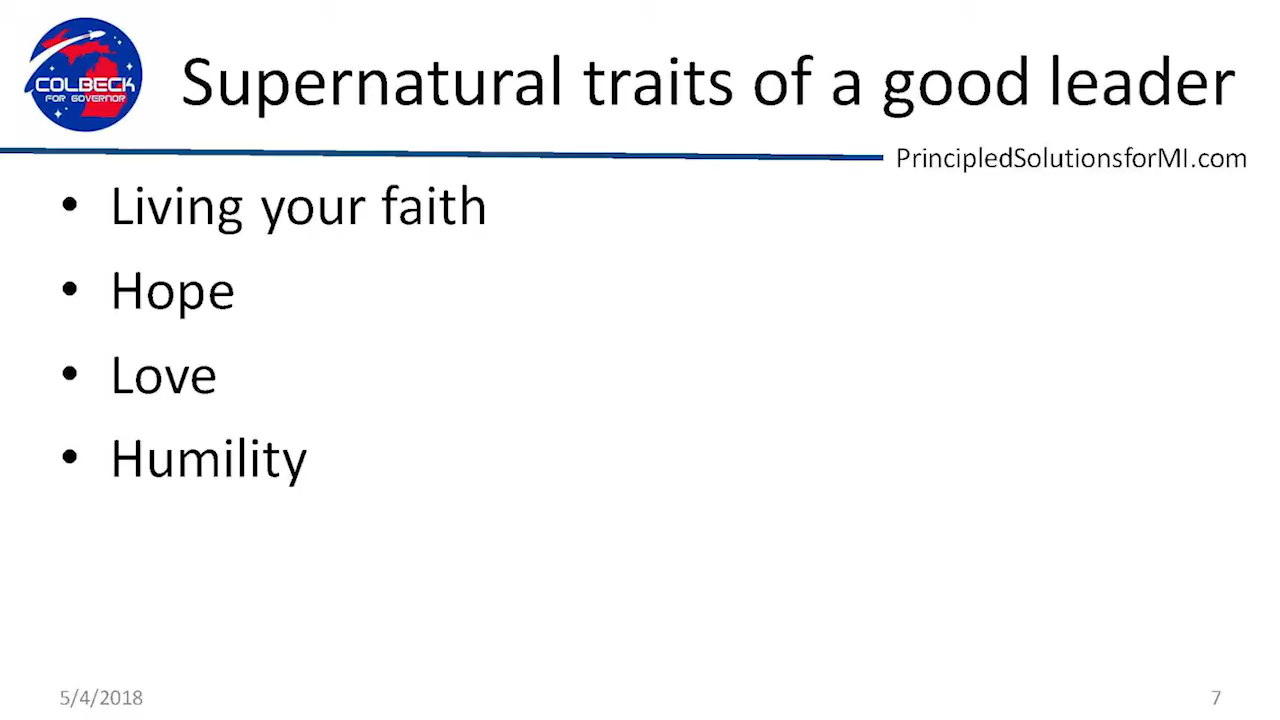 COLBECK
FOR GOVERNOR
Supernatural traits of a good leader
PrincipledSolutionsforMI.com
• Living your faith
• Hope
• Love
• Humility
5/4/2018
7